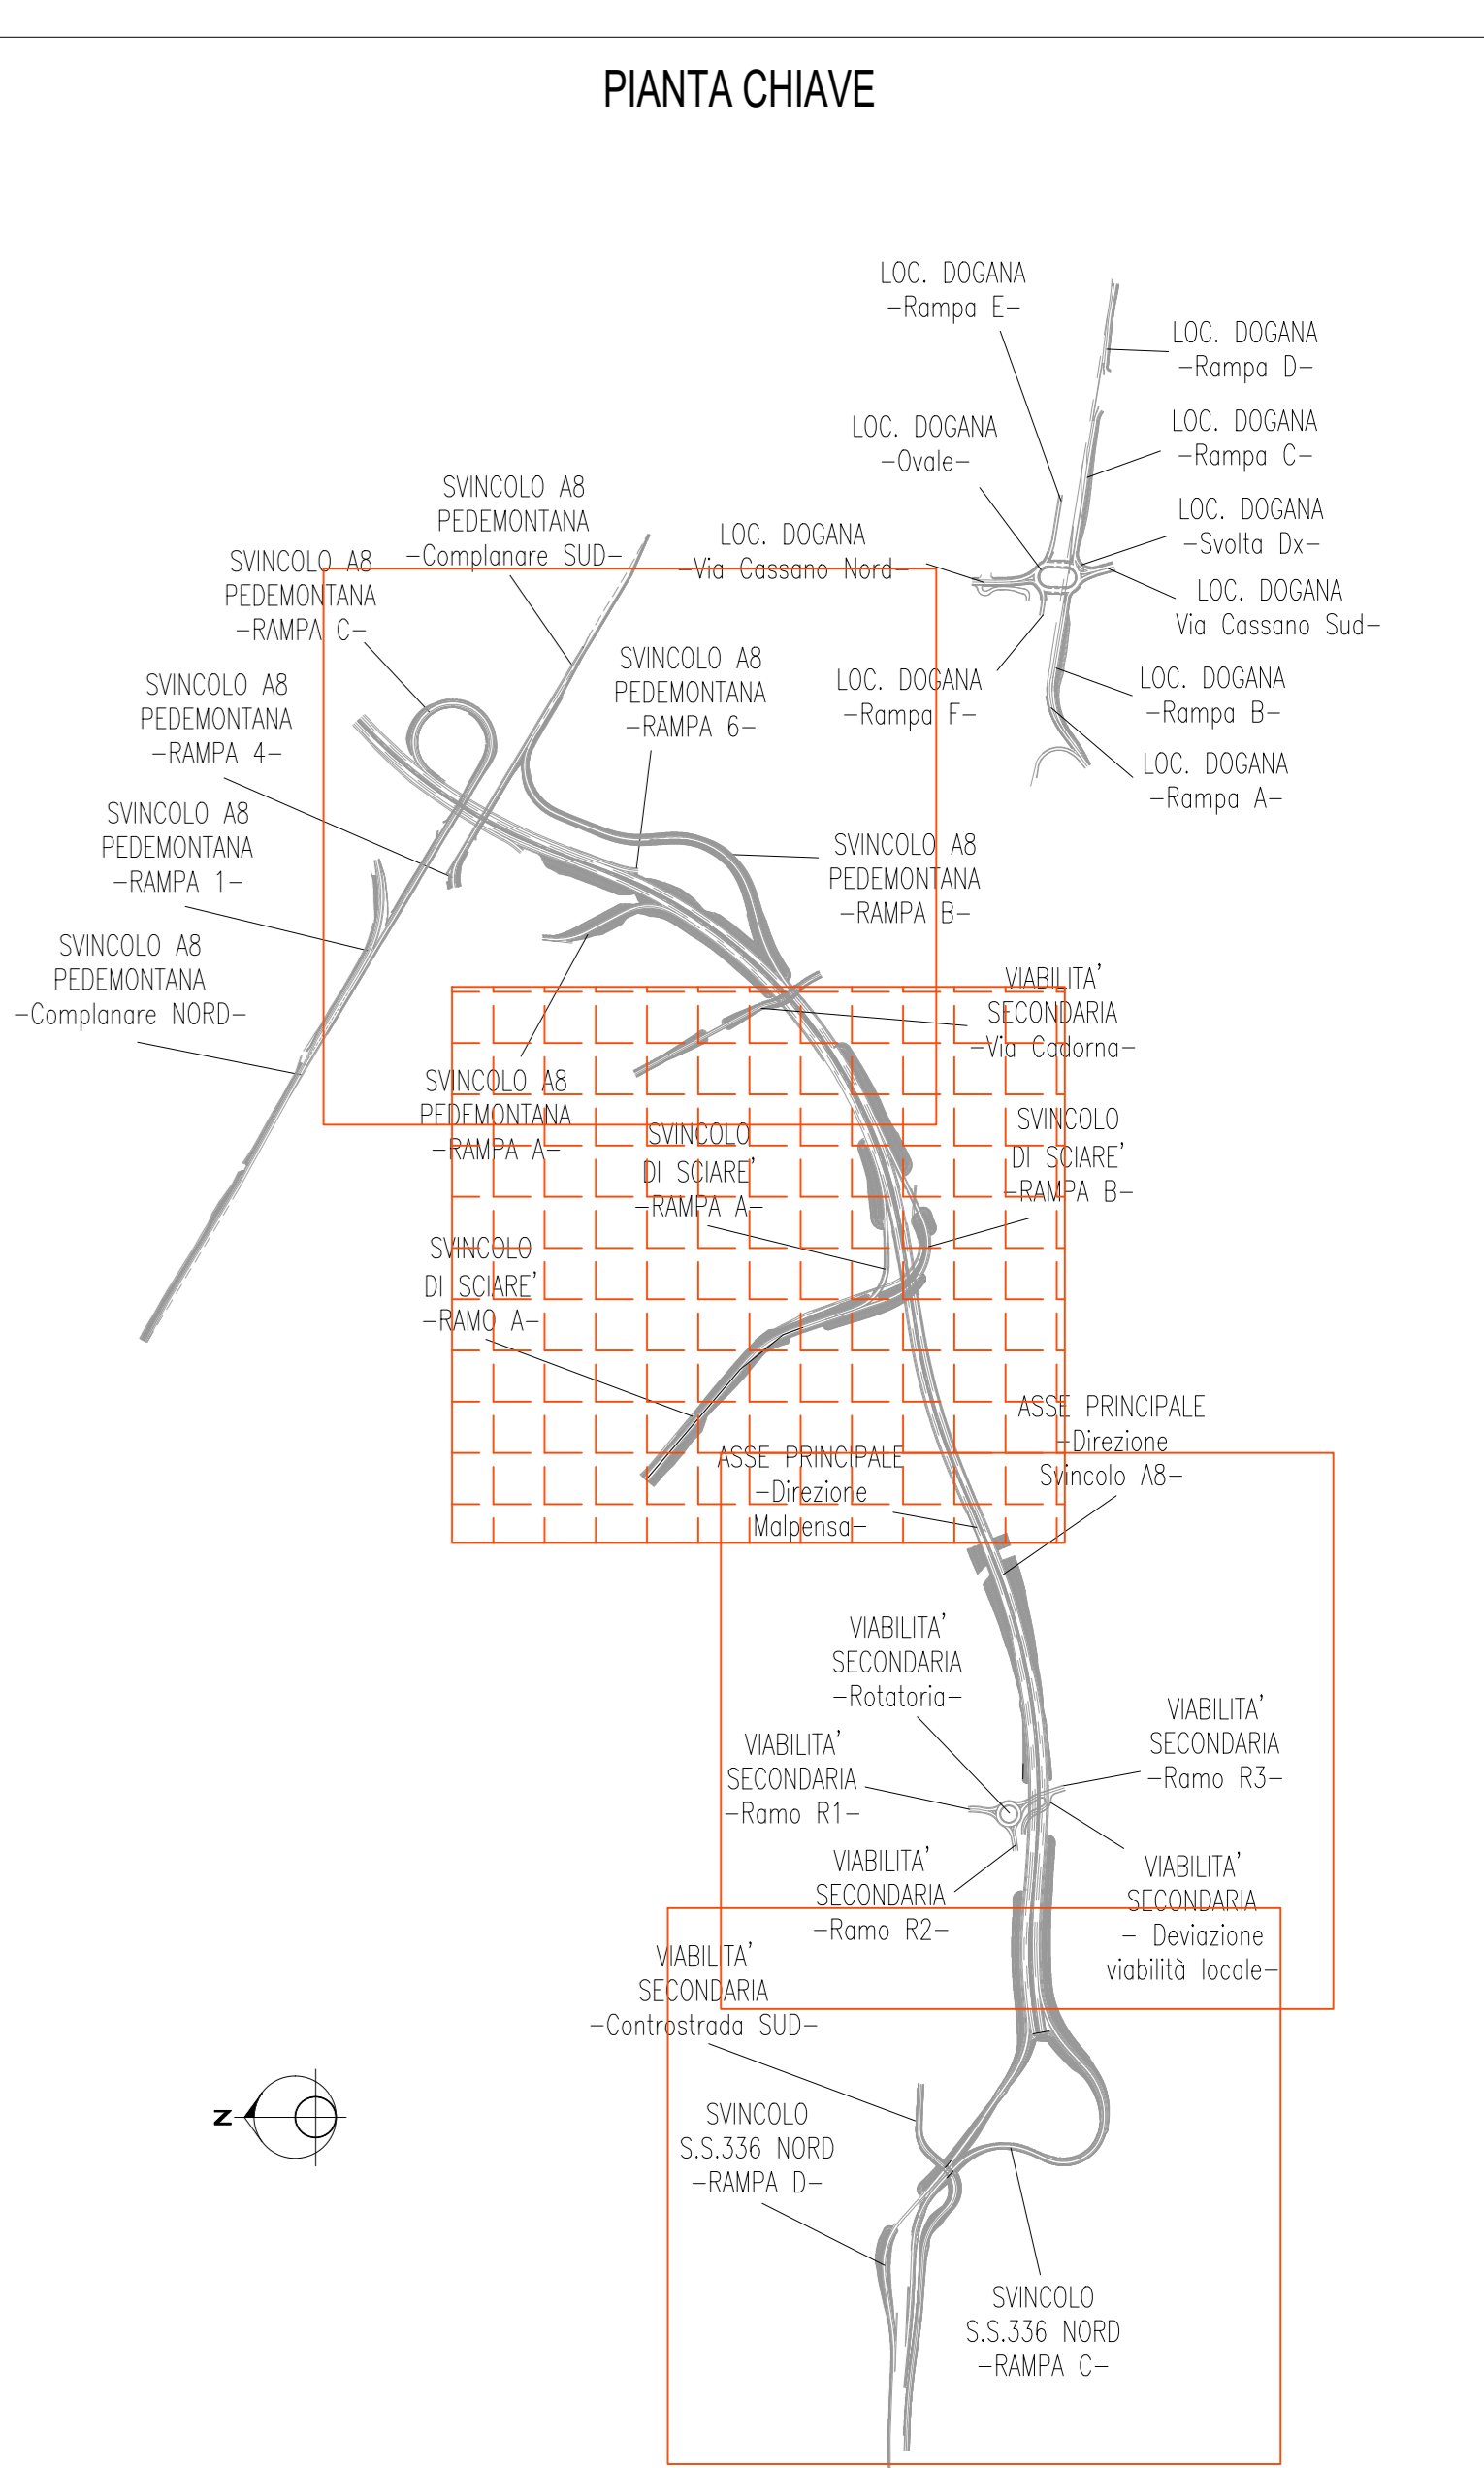 PIANTA CHIAVE
LOC. DOGANA
-Rampa E-
LOC. DOGANA
-Rampa D-
LOC. DOGANA
-Ovale-
LOC. DOGANA
-Rampa C-
SVINCOLO A8
PEDEMONTANA
-Complanare SUD-
LOC. DOGANA
-Via Cassano Nord-
LOC. DOGANA
-Svolta Dx-
SVINCOLO A8
PEDEMONTANA
-RAMPA C-
LOC. DOGANA
Via Cassano Sud-
SVINCOLO A8
PEDEMONTANA
-RAMPA 6-
LOC. DOGANA
-Rampa F-
LOC. DOGANA
-Rampa B-
SVINCOLO A8
PEDEMONTANA
-RAMPA 4-
LOC. DOGANA
-Rampa A-
SVINCOLO A8
PEDEMONTANA
-RAMPA 1-
SVINCOLO A8
PEDEMONTANA
-RAMPA B-
SVINCOLO A8
PEDEMONTANA
-Complanare NORD-
VIABILITA'
SECONDARIA
-Via Cadorna-
SVINCOLO A8
PEDEMONTANA
-RAMPA A-
SVINCOLO
DI SCIARE'
-RAMPA A-
SVINCOLO
DI SCIARE'
-RAMPA B-
SVINCOLO
DI SCIARE'
-RAMO A-
ASSE PRINCIPALE
-Direzione
Svincolo A8-
ASSE PRINCIPALE
-Direzione
Malpensa-
VIABILITA'
SECONDARIA
-Rotatoria-
VIABILITA'
SECONDARIA
-Ramo R3-
VIABILITA'
SECONDARIA
-Ramo R1-
VIABILITA'
SECONDARIA
-Ramo R2-
VIABILITA'
SECONDARIA
- Deviazione
viabilità locale-
VIABILITA'
SECONDARIA
-Controstrada SUD-
N
SVINCOLO
S.S.336 NORD
-RAMPA D-
SVINCOLO
S.S.336 NORD
-RAMPA C-